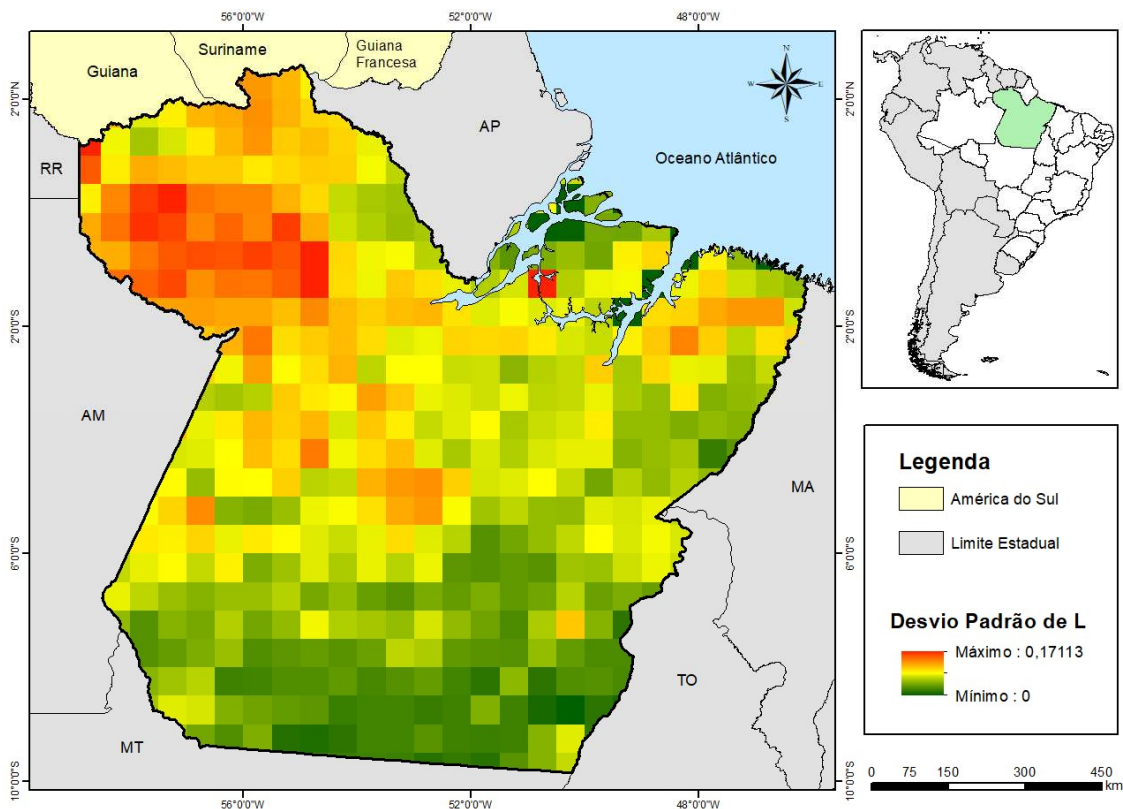 56°0'0"W 52°0'0"W 48°0'0"W
Suriname
Guiana
Francesa
Guiana
N
W E
S
2°0'0"N 2°0'0"N
AP
RR
Oceano Atlântico
2°0'0"S 2°0'0"S
AM
MA
6°0'0"S 6°0'0"S
TO
MT
10°0'0"S 10°0'0"S
56°0'0"W 52°0'0"W 48°0'0"W
Legenda
América do Sul
Limite Estadual
Desvio Padrão de L
Máximo : 0,17113
Mínimo : 0
0 75 150 300 450
km